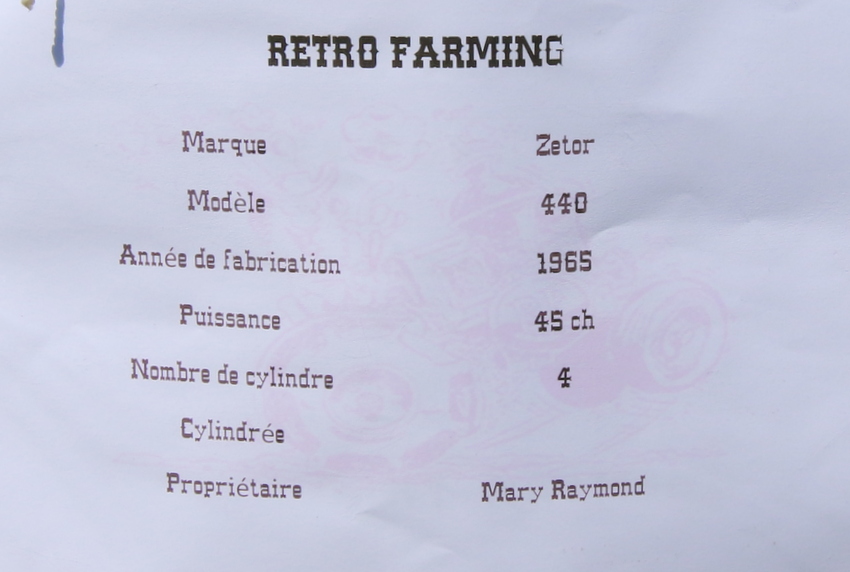 RETRO FARMING
Marque Zetor
Modèle 440
Année de fabrication 1965
Puissance 45 ch
Nombre de cylindre 4
Cylindrée
Propriétaire Mary Raymond